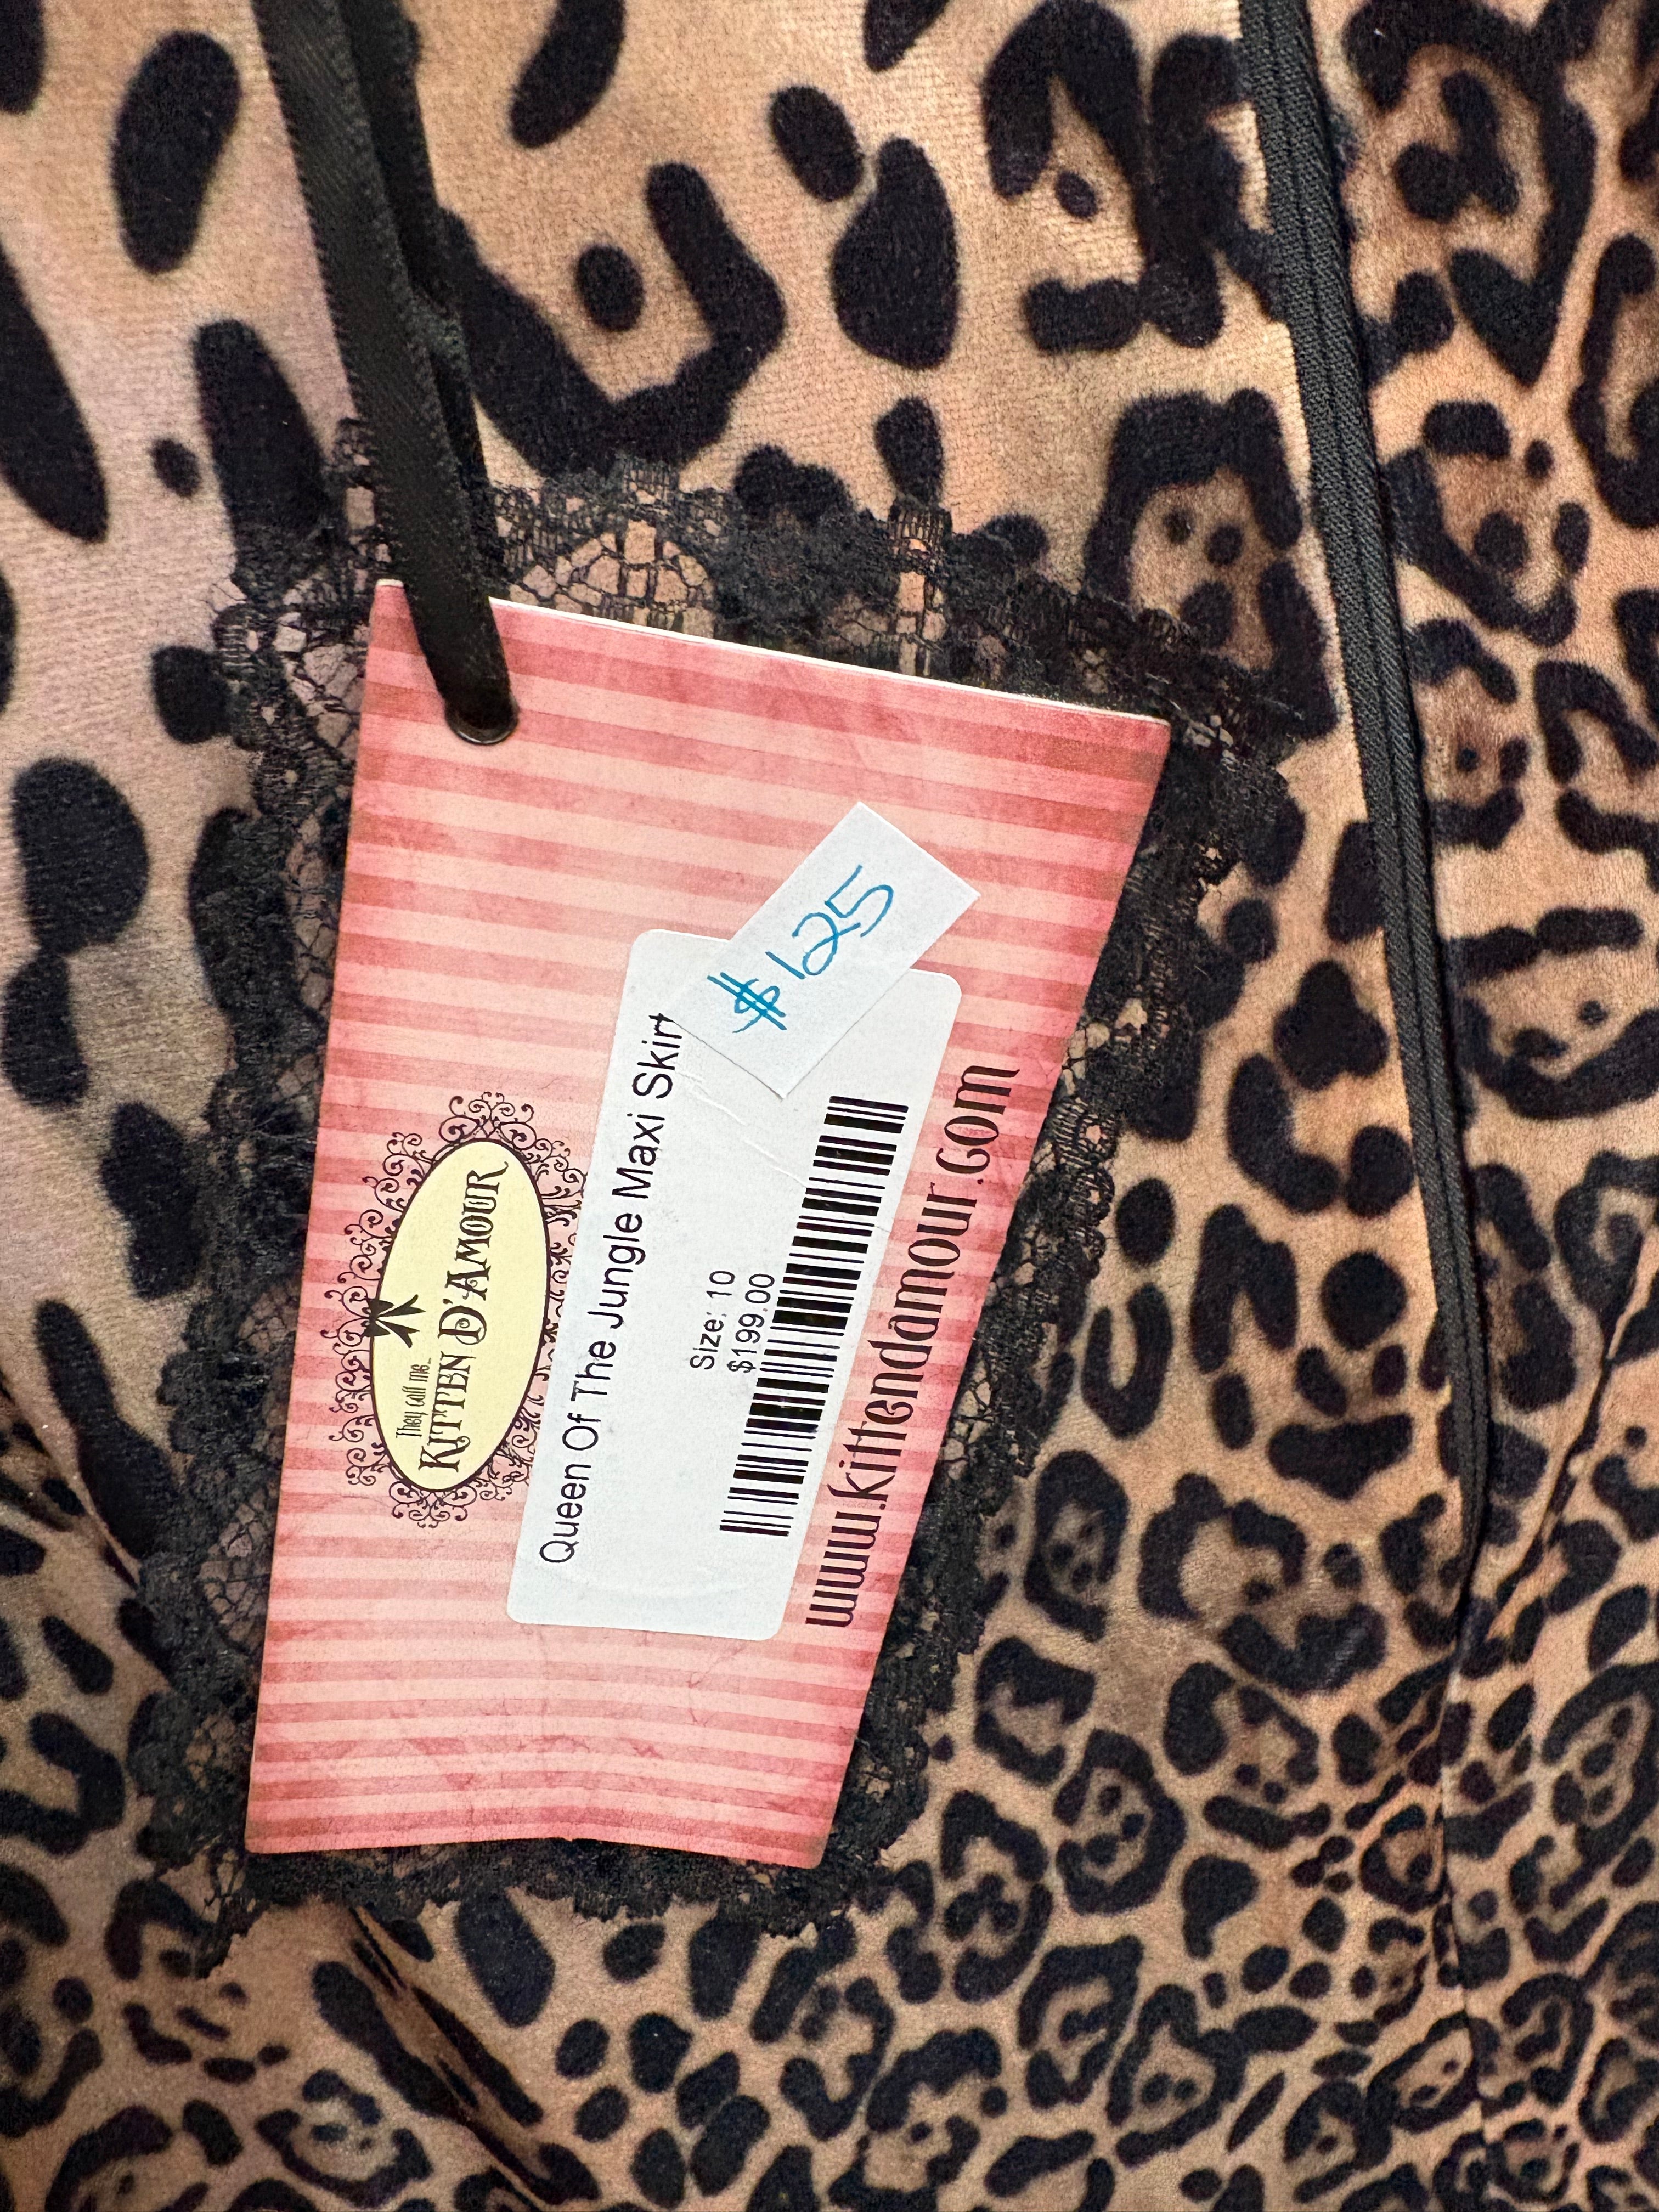 They call me...
KITTEN D'AMOUR
Queen Of The Jungle Maxi Skirt
$125
Size: 10
$199.00
www.kittendamour.com